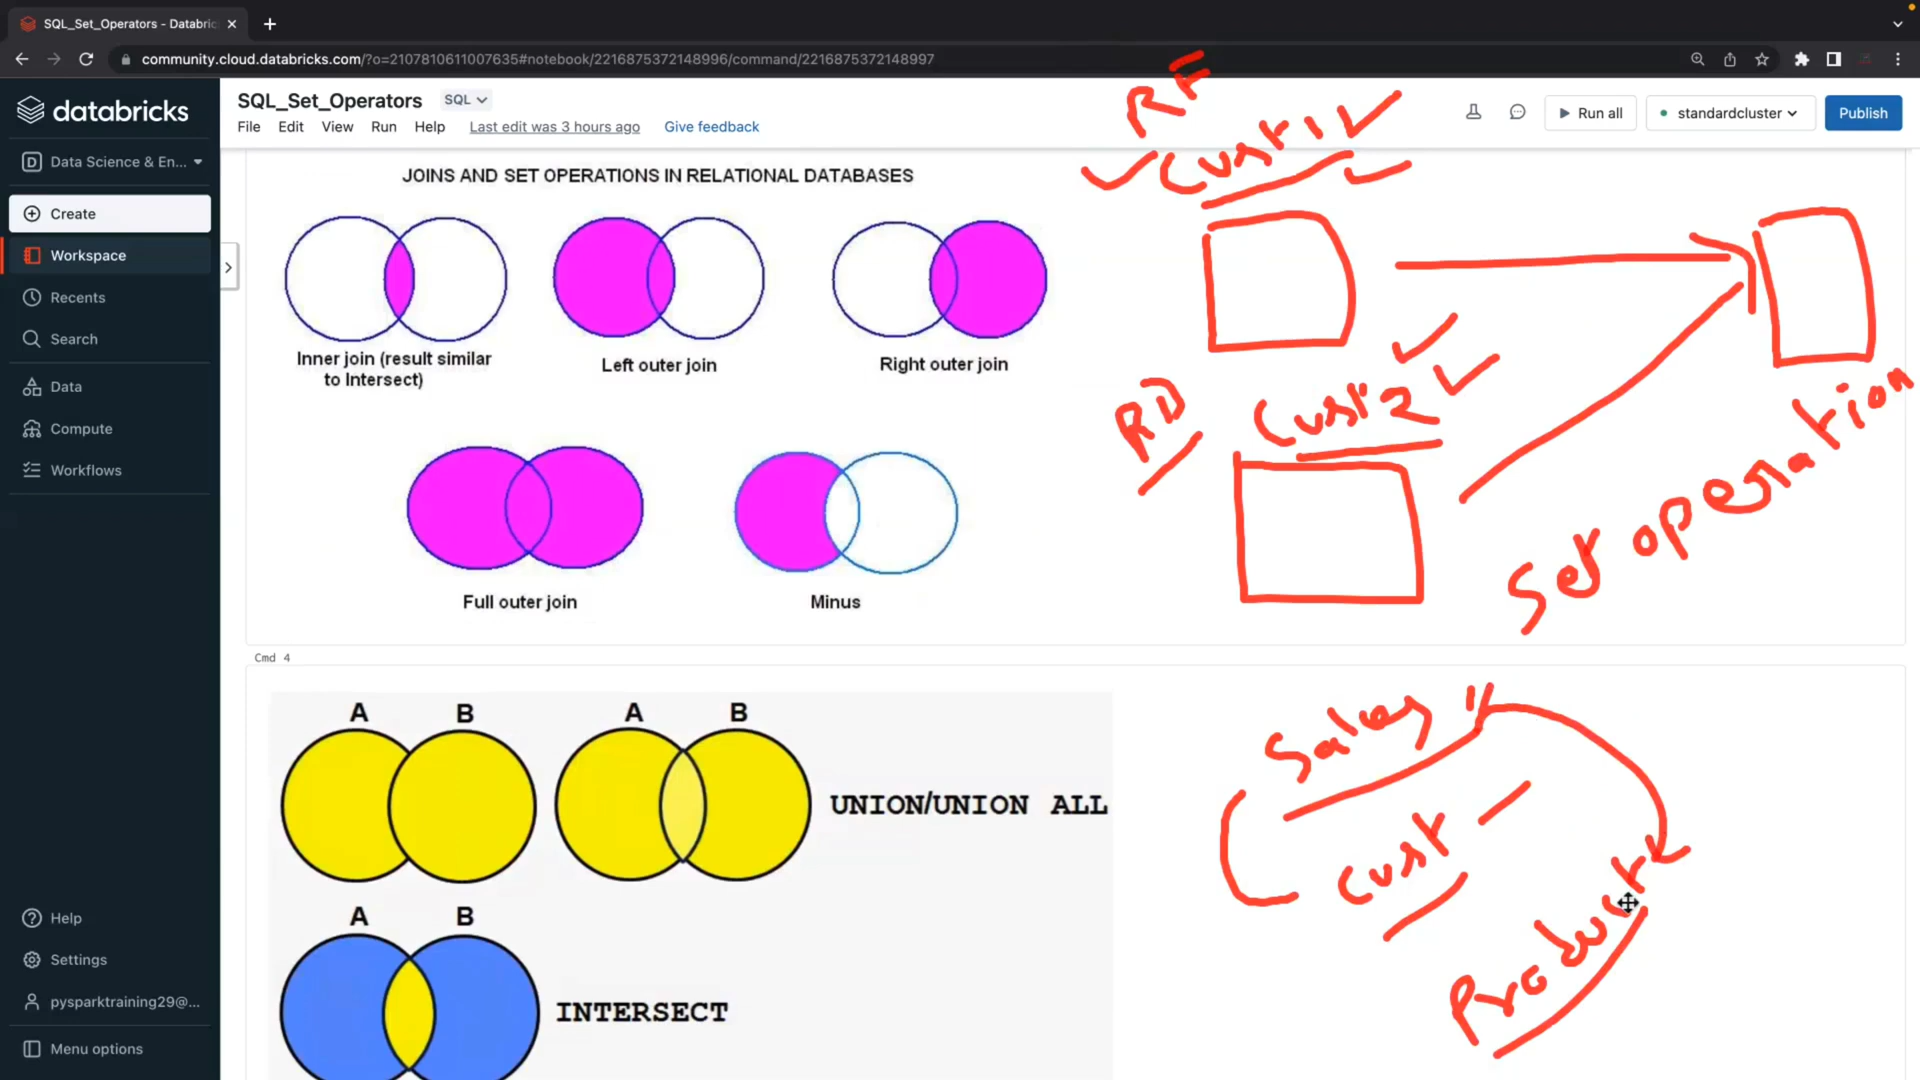 SQL_Set_Operators - Databric
community.cloud.databricks.com/?o=2107810611007635#notebook/2216875372148996/command/2216875372148997
databricks
Data Science & En...
Create
Workspace
Recents
Search
Data
Compute
Workflows
Help
Settings
pysparktraining29@...
Menu options
SQL_Set_Operators SQL
File Edit View Run Help Last edit was 3 hours ago Give feedback
Run all standardcluster Publish
JOINS AND SET OPERATIONS IN RELATIONAL DATABASES
Inner join (result similar
to Intersect)
Left outer join
Right outer join
Full outer join
Minus
RF
Cust1
RD
Cust2
Set operation
Cmd 4
A B A B
UNION/UNION ALL
A B
INTERSECT
Sales
Cust
Product